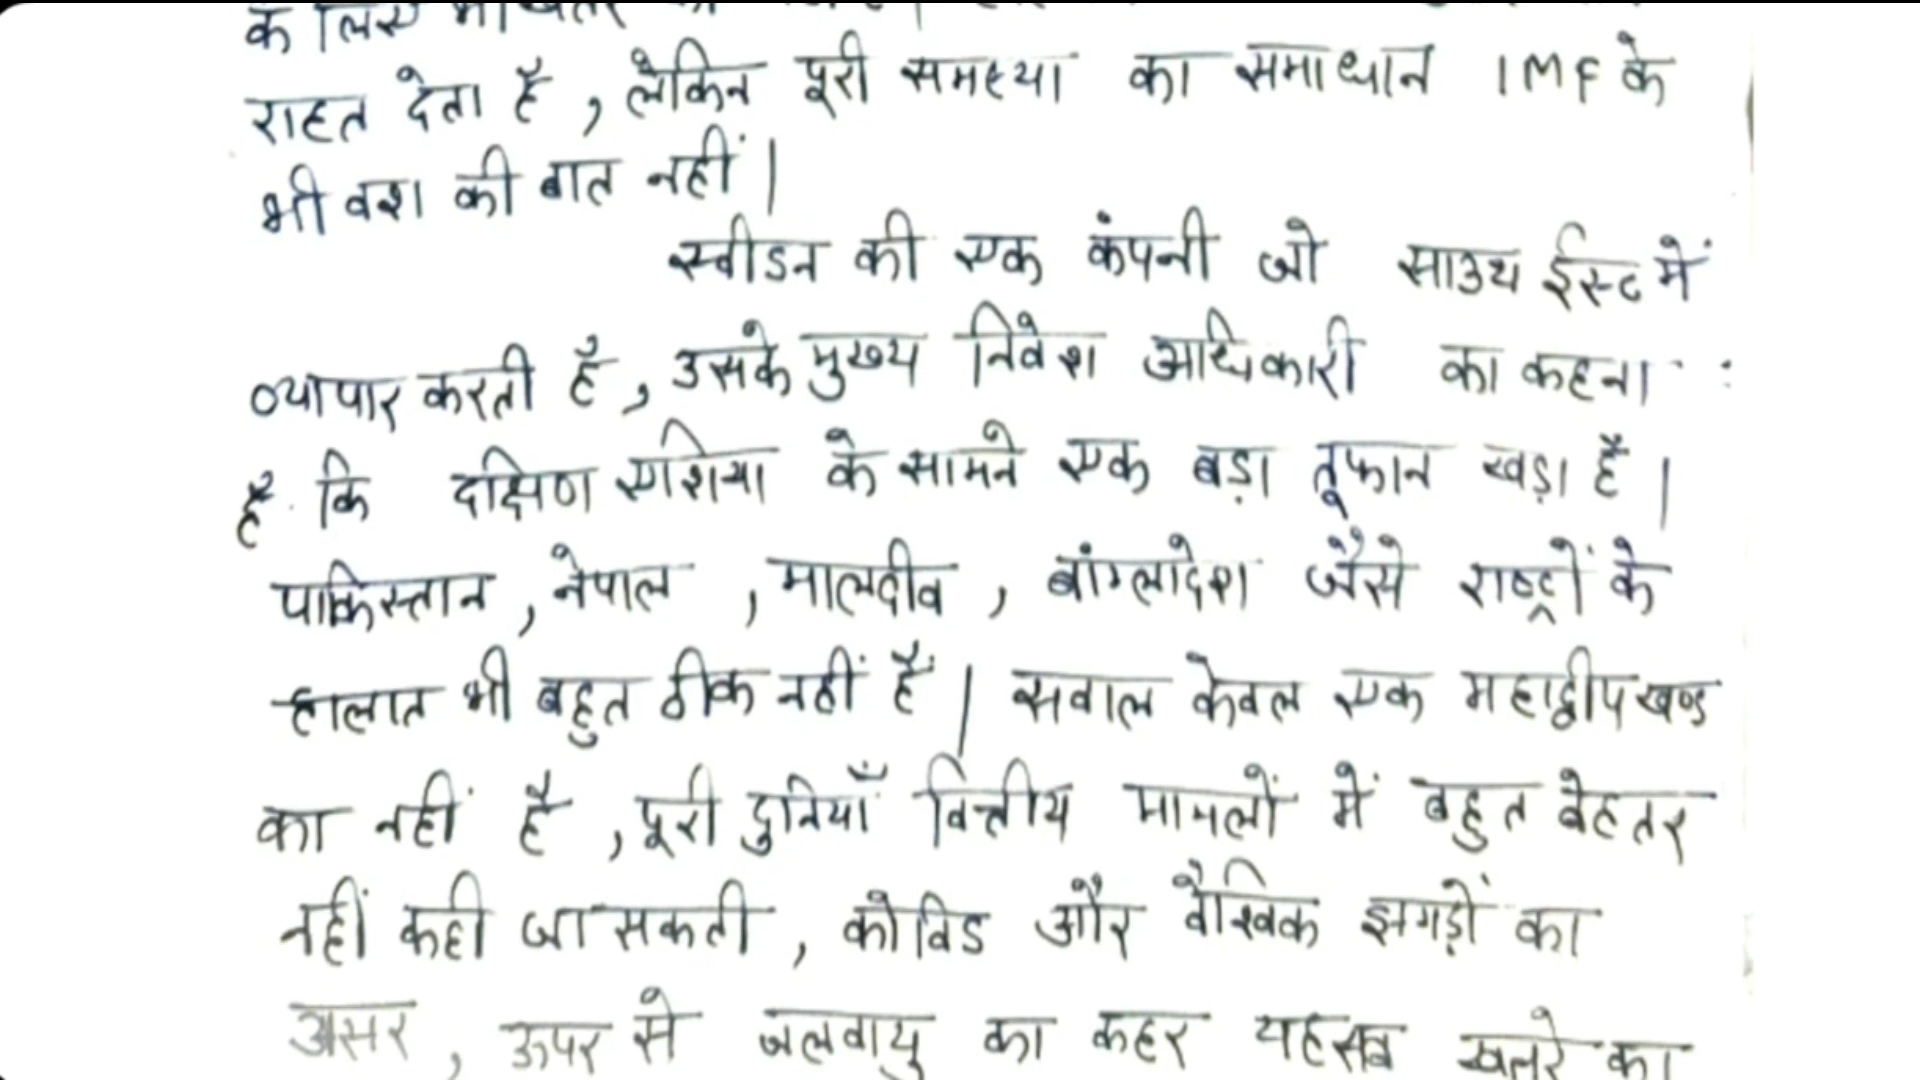 के लिए
राहत देता है, लेकिन पूरी समस्या का समाधान IMF के
भी वश की बात नहीं।
स्वीडन की एक कंपनी जो साउथ ईस्ट में
व्यापार करती है, उसके मुख्य निवेश अधिकारी का कहना
है कि दक्षिण एशिया के सामने एक बड़ा तूफान खड़ा है।
पाकिस्तान, नेपाल, मालदीव, बांग्लादेश जैसे राष्ट्रों के
हालात भी बहुत ठीक नहीं हैं। सवाल केवल एक महाद्वीप खण्ड
का नहीं है, पूरी दुनियाँ वित्तीय मामलों में बहुत बेहतर
नहीं कही जा सकती, कोविड और वैश्विक झगड़ों का
असर, ऊपर से जलवायु का कहर यह सब खतरे का